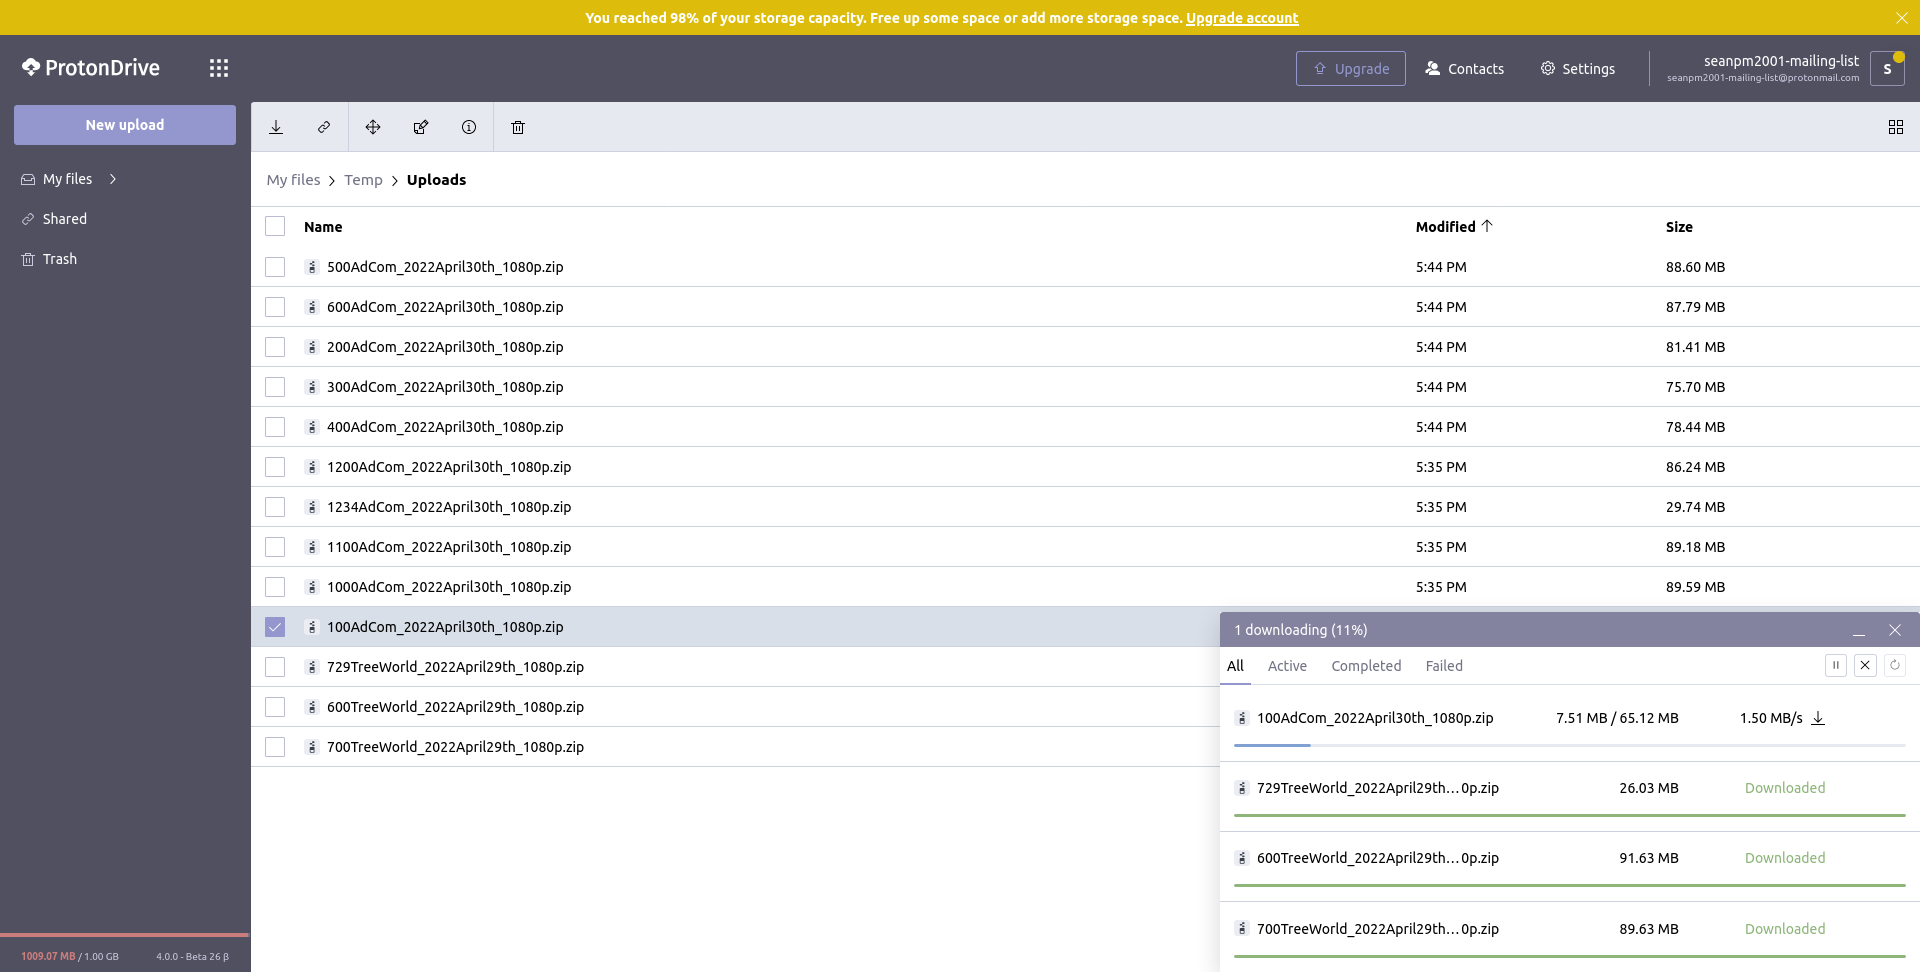 You reached 98% of your storage capacity. Free up some space or add more storage space. Upgrade account
ProtonDrive
Upgrade
Contacts
Settings
seanpm2001-mailing-list
seanpm2001-mailing-list@protonmail.com
S
New upload
My files
Shared
Trash
My files > Temp > Uploads
Name Modified Size
500AdCom_2022April30th_1080p.zip 5:44 PM 88.60 MB
600AdCom_2022April30th_1080p.zip 5:44 PM 87.79 MB
200AdCom_2022April30th_1080p.zip 5:44 PM 81.41 MB
300AdCom_2022April30th_1080p.zip 5:44 PM 75.70 MB
400AdCom_2022April30th_1080p.zip 5:44 PM 78.44 MB
1200AdCom_2022April30th_1080p.zip 5:35 PM 86.24 MB
1234AdCom_2022April30th_1080p.zip 5:35 PM 29.74 MB
1100AdCom_2022April30th_1080p.zip 5:35 PM 89.18 MB
1000AdCom_2022April30th_1080p.zip 5:35 PM 89.59 MB
100AdCom_2022April30th_1080p.zip
729TreeWorld_2022April29th_1080p.zip
600TreeWorld_2022April29th_1080p.zip
700TreeWorld_2022April29th_1080p.zip
1 downloading (11%)
All Active Completed Failed
100AdCom_2022April30th_1080p.zip 7.51 MB / 65.12 MB 1.50 MB/s
729TreeWorld_2022April29th…0p.zip 26.03 MB Downloaded
600TreeWorld_2022April29th…0p.zip 91.63 MB Downloaded
700TreeWorld_2022April29th…0p.zip 89.63 MB Downloaded
1009.07 MB / 1.00 GB 4.0.0 - Beta 26 β